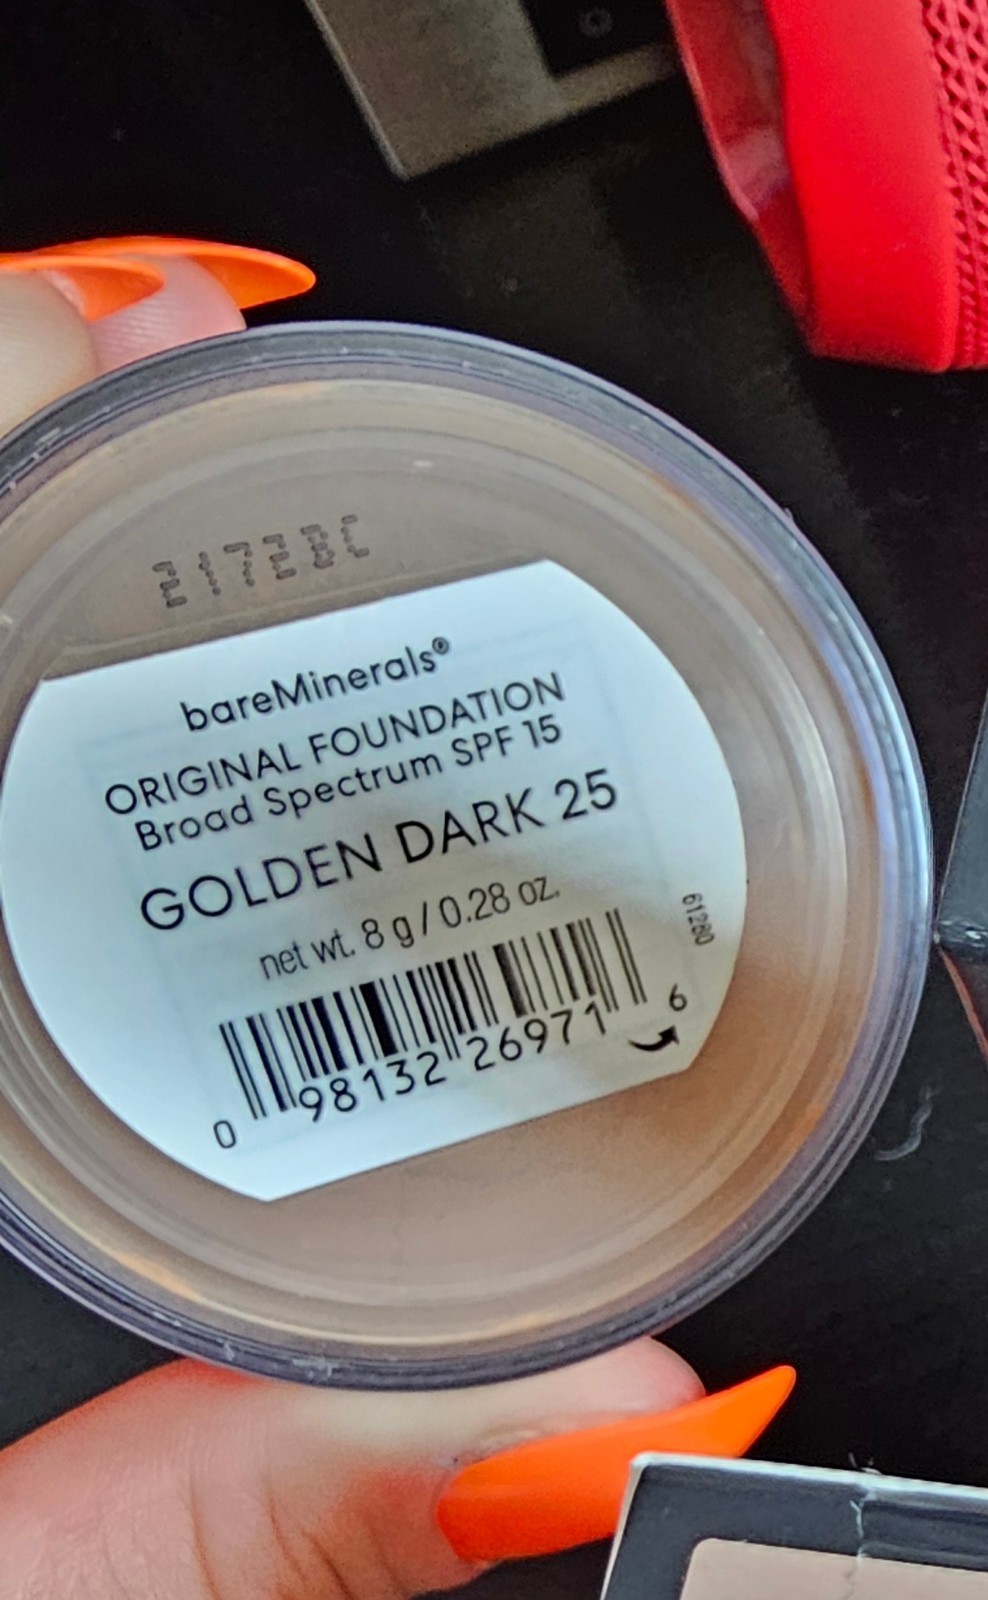 bareMinerals®
ORIGINAL FOUNDATION
Broad Spectrum SPF 15
GOLDEN DARK 25
net wt. 8 g / 0.28 oz.
61280
0 98132 26971 6